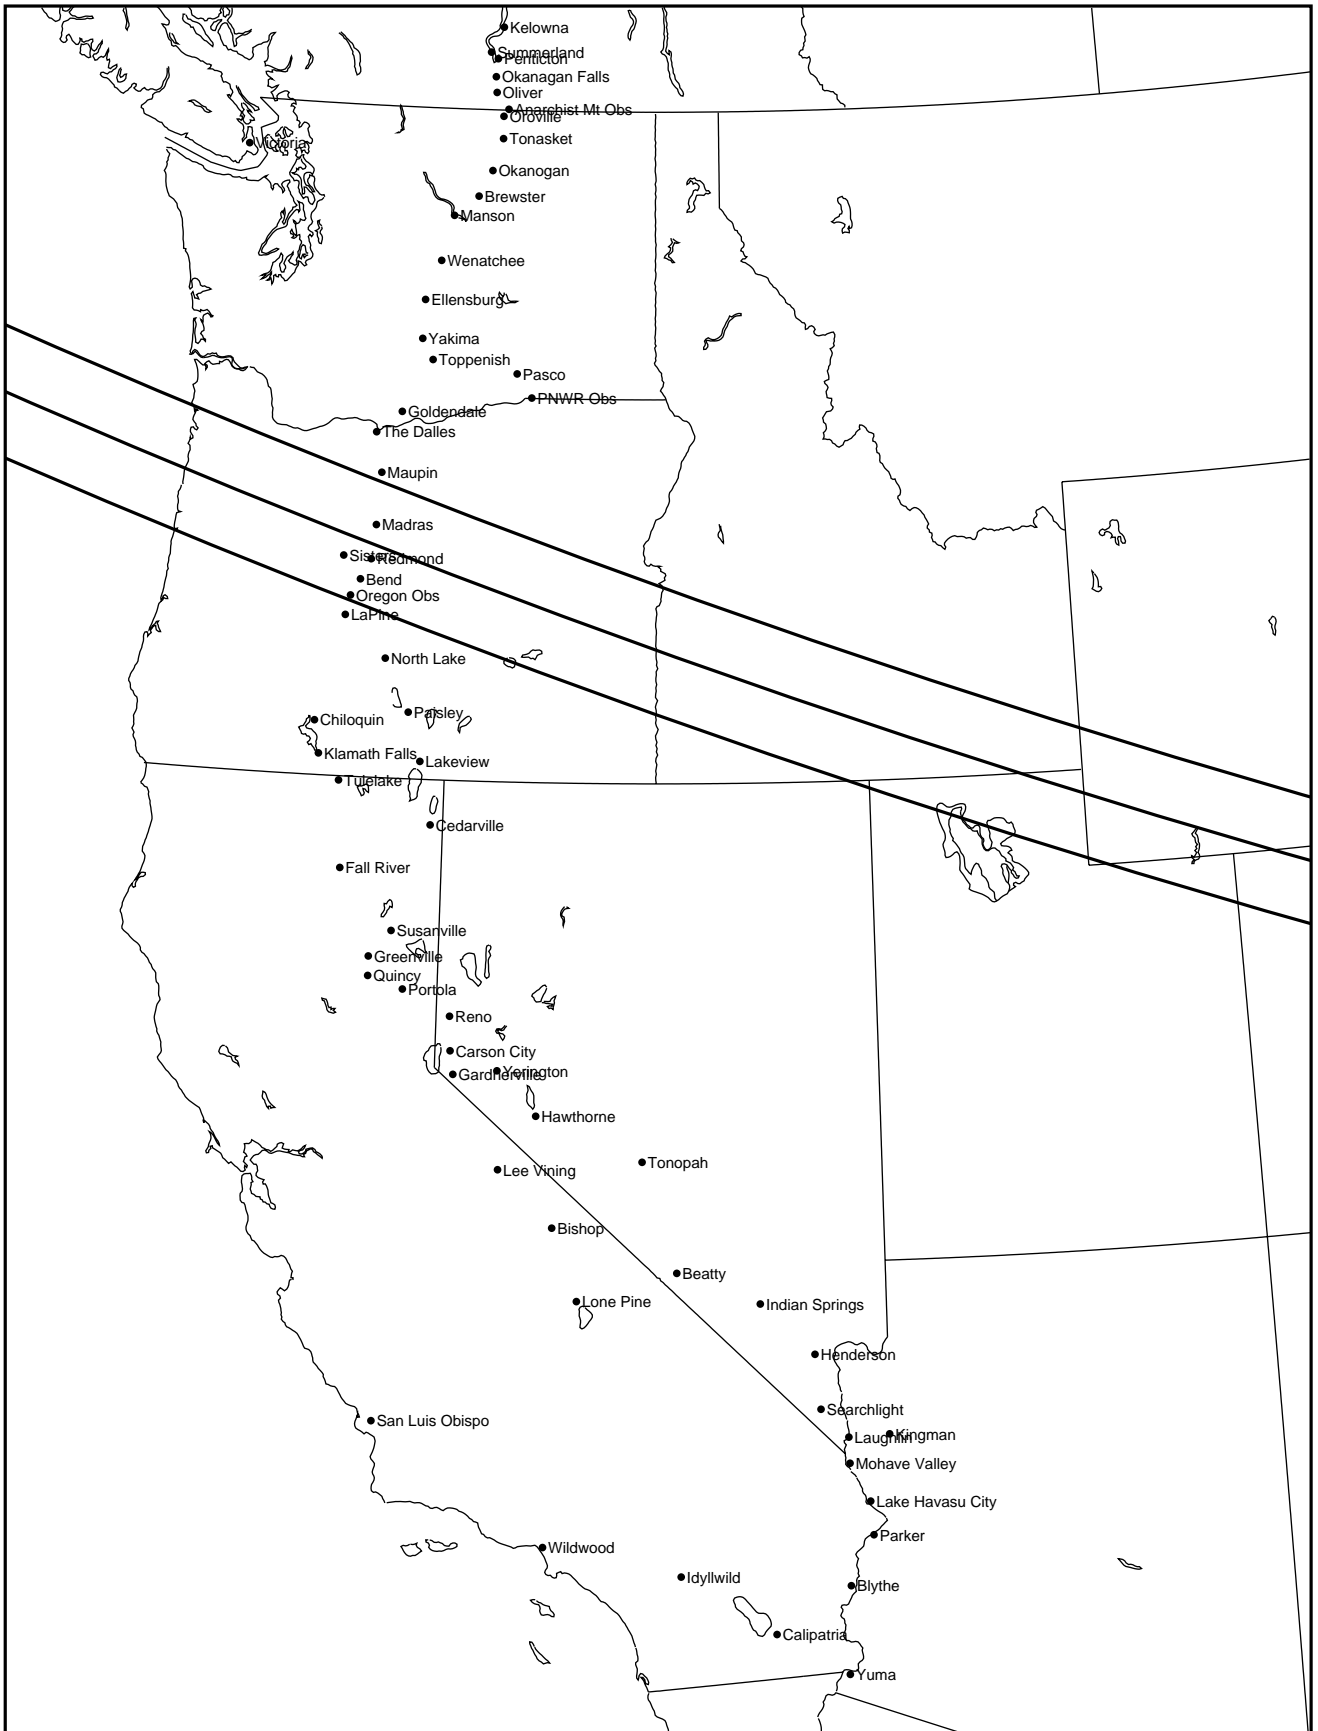 Kelowna
Summerland
Penticton
Okanagan Falls
Oliver
Anarchist Mt Obs
Oroville
Tonasket
Victoria
Okanogan
Brewster
Manson
Wenatchee
Ellensburg
Yakima
Toppenish
Pasco
PNWR Obs
Goldendale
The Dalles
Maupin
Madras
Sisters
Redmond
Bend
Oregon Obs
LaPine
North Lake
Paisley
Chiloquin
Klamath Falls
Lakeview
Tulelake
Cedarville
Fall River
Susanville
Greenville
Quincy
Portola
Reno
Carson City
Yerington
Gardnerville
Hawthorne
Tonopah
Lee Vining
Bishop
Beatty
Lone Pine
Indian Springs
Henderson
Searchlight
San Luis Obispo
Kingman
Laughlin
Mohave Valley
Lake Havasu City
Parker
Wildwood
Idyllwild
Blythe
Calipatria
Yuma